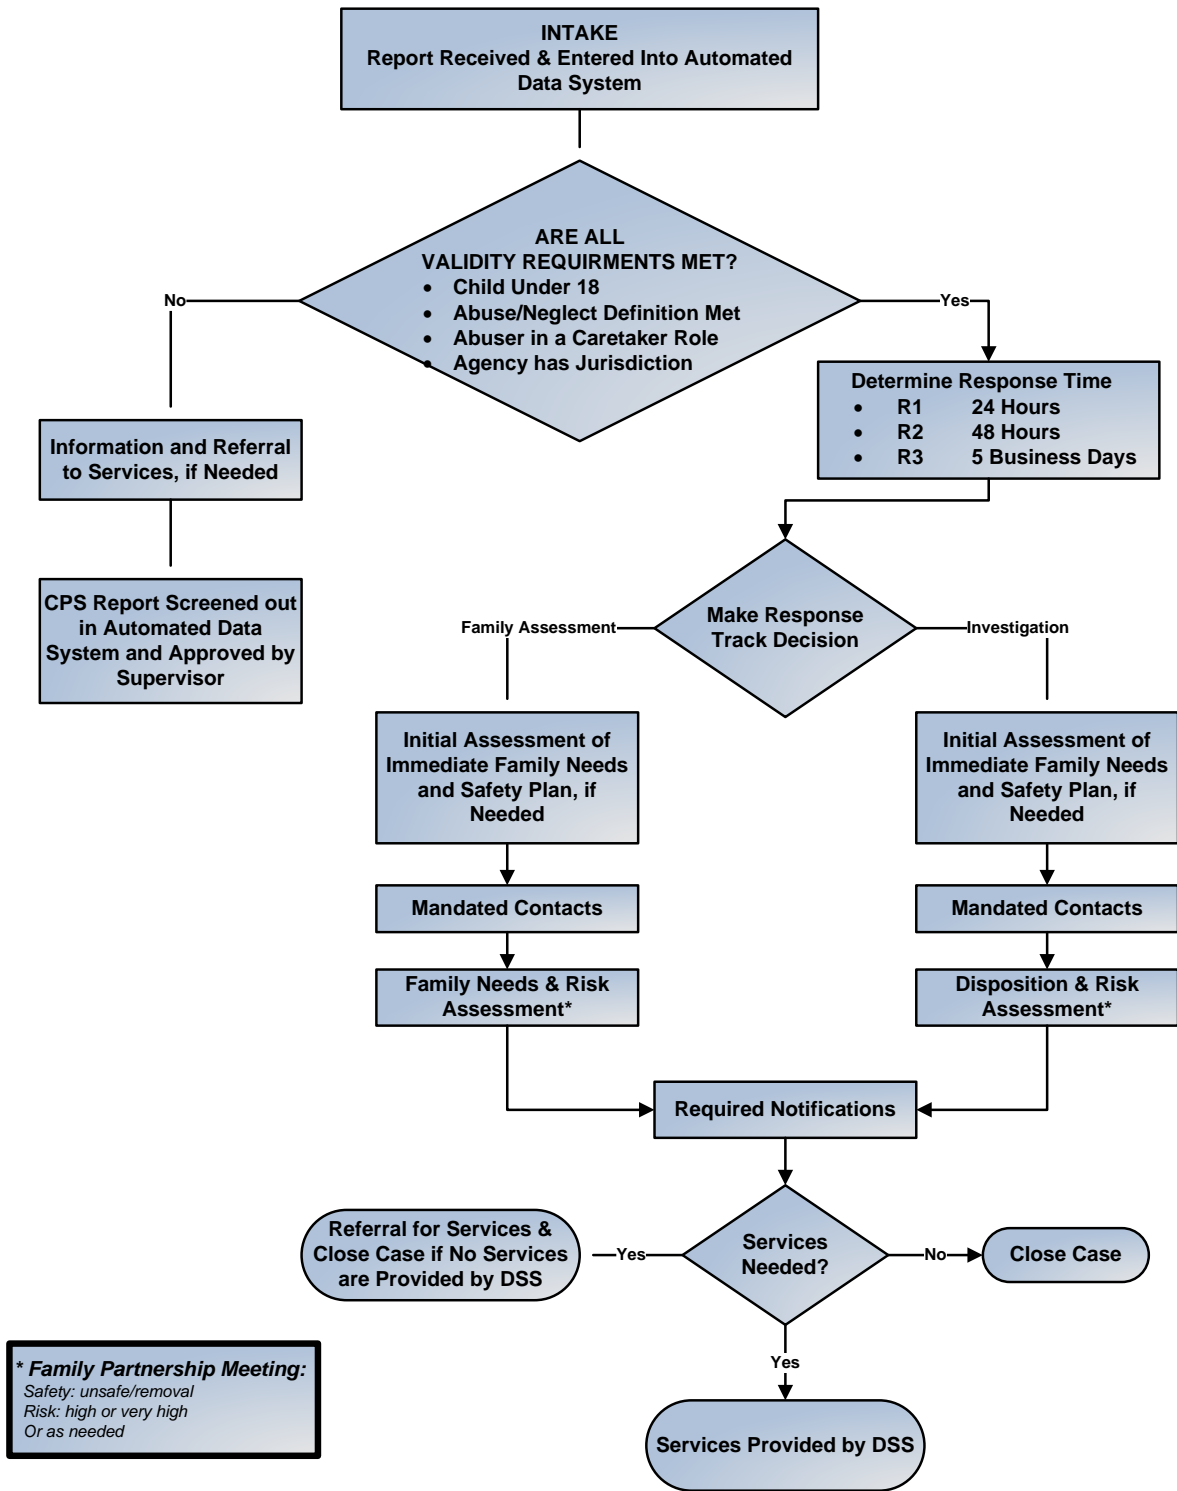 INTAKE
Report Received & Entered Into Automated
Data System
ARE ALL
VALIDITY REQUIRMENTS MET?
• Child Under 18
• Abuse/Neglect Definition Met
• Abuser in a Caretaker Role
• Agency has Jurisdiction
No
Yes
Determine Response Time
• R1 24 Hours
• R2 48 Hours
• R3 5 Business Days
Information and Referral
to Services, if Needed
CPS Report Screened out
in Automated Data
System and Approved by
Supervisor
Make Response
Track Decision
Family Assessment
Investigation
Initial Assessment of
Immediate Family Needs
and Safety Plan, if
Needed
Mandated Contacts
Family Needs & Risk
Assessment*
Initial Assessment of
Immediate Family Needs
and Safety Plan, if
Needed
Mandated Contacts
Disposition & Risk
Assessment*
Required Notifications
Services
Needed?
Yes
Referral for Services &
Close Case if No Services
are Provided by DSS
No
Close Case
Yes
Services Provided by DSS
* Family Partnership Meeting:
Safety: unsafe/removal
Risk: high or very high
Or as needed